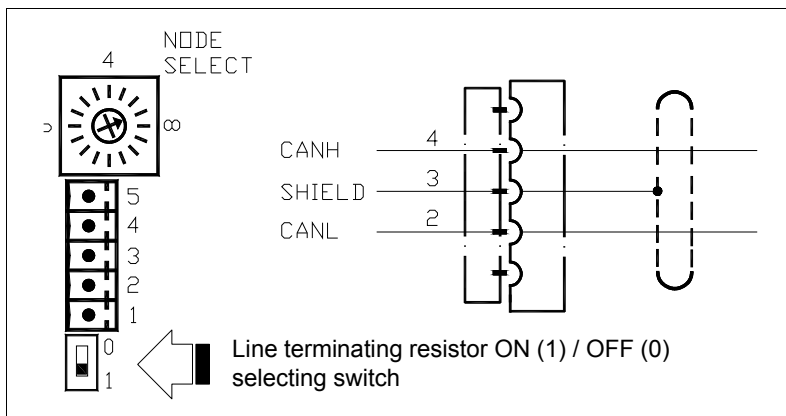 NODE
SELECT
4
8
CANH 4
SHIELD 3
CANL 2
5
4
3
2
1
0
1
Line terminating resistor ON (1) / OFF (0)
selecting switch